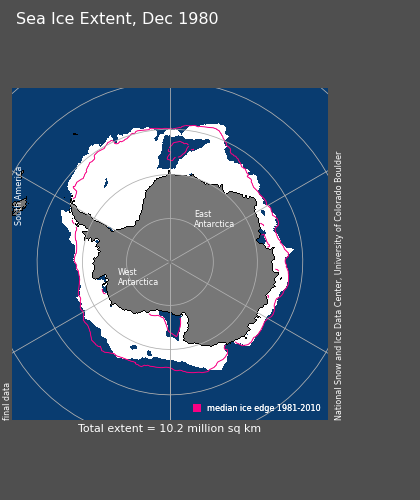 Sea Ice Extent, Dec 1980
South America
East
Antarctica
West
Antarctica
National Snow and Ice Data Center, University of Colorado Boulder
final data
median ice edge 1981-2010
Total extent = 10.2 million sq km